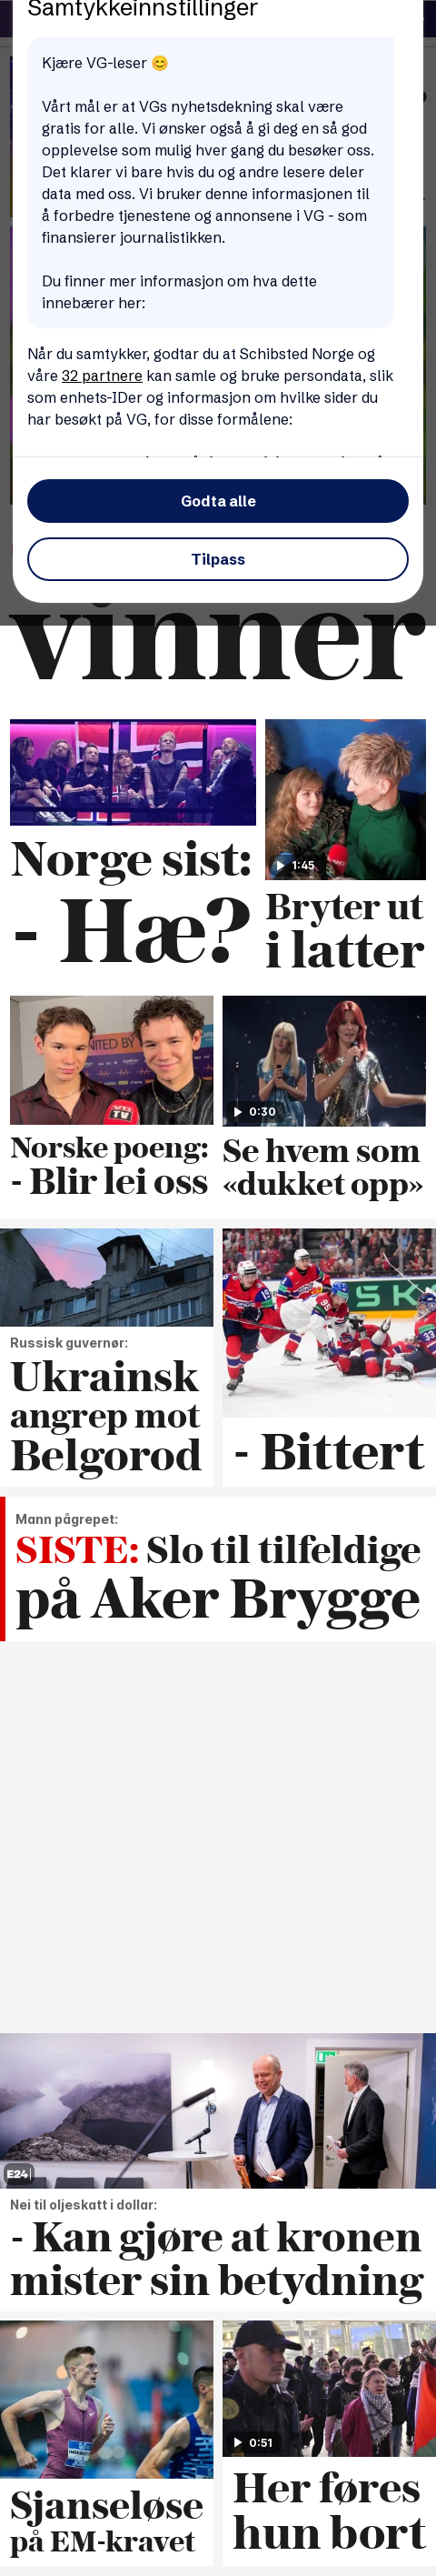 Samtykkeinnstillinger
Kjære VG-leser 😊
Vårt mål er at VGs nyhetsdekning skal være
gratis for alle. Vi ønsker også å gi deg en så god
opplevelse som mulig hver gang du besøker oss.
Det klarer vi bare hvis du og andre lesere deler
data med oss. Vi bruker denne informasjonen til
å forbedre tjenestene og annonsene i VG - som
finansierer journalistikken.
Du finner mer informasjon om hva dette
innebærer her:
Når du samtykker, godtar du at Schibsted Norge og
våre 32 partnere kan samle og bruke persondata, slik
som enhets-IDer og informasjon om hvilke sider du
har besøkt på VG, for disse formålene:
Godta alle
Tilpass
vinner
Norge sist:
- Hæ?
1:45
Bryter ut
i latter
UNITED BY
VG
TV
Norske poeng:
- Blir lei oss
0:30
Se hvem som
«dukket opp»
Russisk guvernør:
Ukrainsk
angrep mot
Belgorod
- Bittert
Mann pågrepet:
SISTE: Slo til tilfeldige
på Aker Brygge
E24
Nei til oljeskatt i dollar:
- Kan gjøre at kronen
mister sin betydning
Sjanseløse
på EM-kravet
0:51
Her føres
hun bort